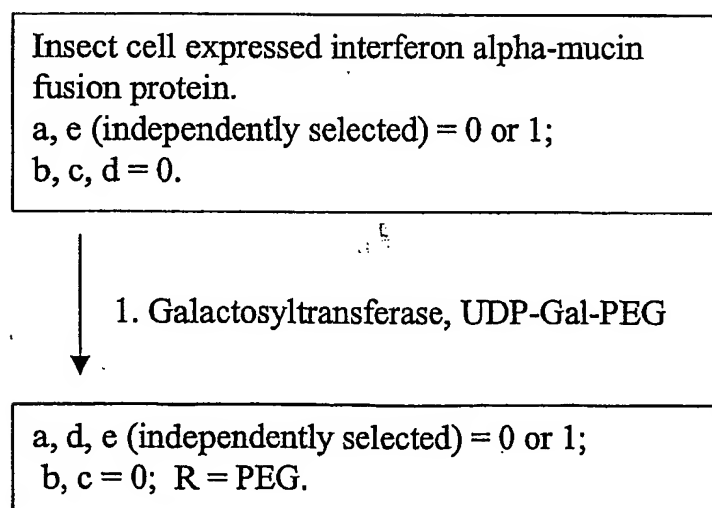 Insect cell expressed interferon alpha-mucin
fusion protein.
a, e (independently selected) = 0 or 1;
b, c, d = 0.
1. Galactosyltransferase, UDP-Gal-PEG
a, d, e (independently selected) = 0 or 1;
b, c = 0; R = PEG.